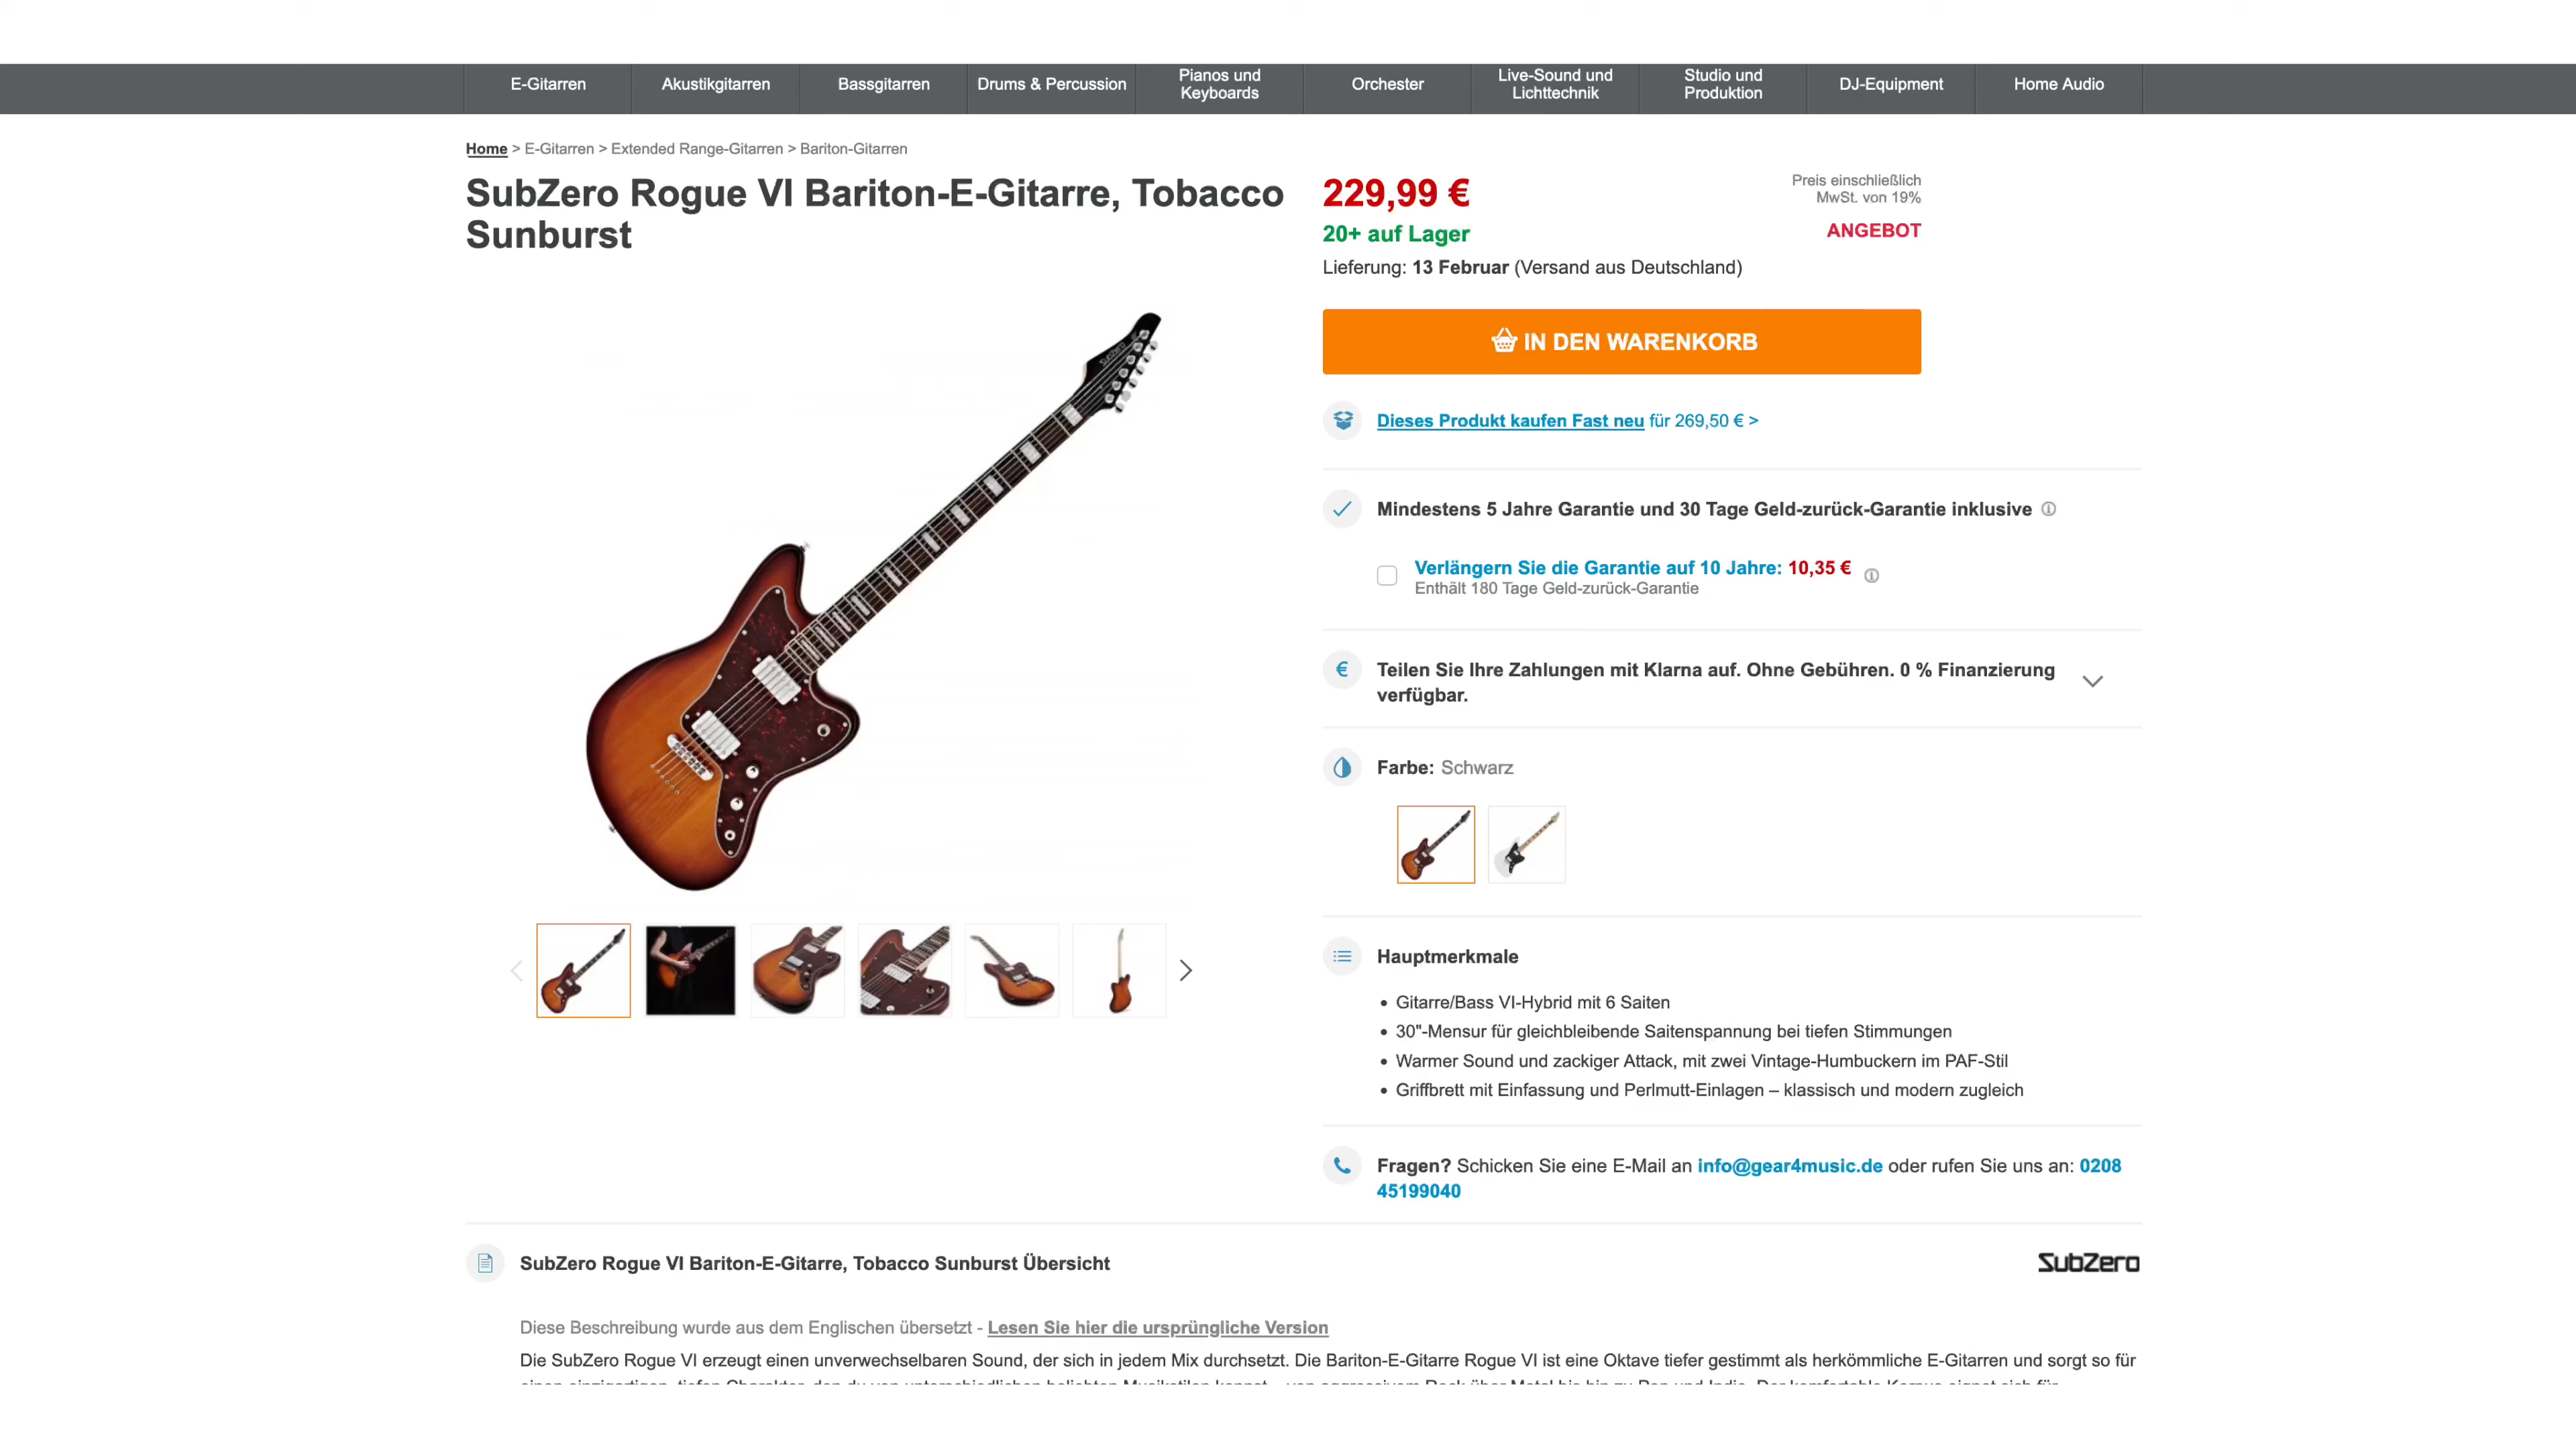 E-Gitarren
Akustikgitarren
Bassgitarren
Drums & Percussion
Pianos und
Keyboards
Orchester
Live-Sound und
Lichttechnik
Studio und
Produktion
DJ-Equipment
Home Audio
Home > E-Gitarren > Extended Range-Gitarren > Bariton-Gitarren
SubZero Rogue VI Bariton-E-Gitarre, Tobacco
Sunburst
229,99 €
Preis einschließlich
MwSt. von 19%
20+ auf Lager
ANGEBOT
Lieferung: 13 Februar (Versand aus Deutschland)
IN DEN WARENKORB
Dieses Produkt kaufen Fast neu für 269,50 € >
Mindestens 5 Jahre Garantie und 30 Tage Geld-zurück-Garantie inklusive
Verlängern Sie die Garantie auf 10 Jahre: 10,35 €
Enthält 180 Tage Geld-zurück-Garantie
Teilen Sie Ihre Zahlungen mit Klarna auf. Ohne Gebühren. 0 % Finanzierung
verfügbar.
Farbe: Schwarz
Hauptmerkmale
• Gitarre/Bass VI-Hybrid mit 6 Saiten
• 30"-Mensur für gleichbleibende Saitenspannung bei tiefen Stimmungen
• Warmer Sound und zackiger Attack, mit zwei Vintage-Humbuckern im PAF-Stil
• Griffbrett mit Einfassung und Perlmutt-Einlagen – klassisch und modern zugleich
Fragen? Schicken Sie eine E-Mail an info@gear4music.de oder rufen Sie uns an: 0208
45199040
SubZero Rogue VI Bariton-E-Gitarre, Tobacco Sunburst Übersicht
SubZero
Diese Beschreibung wurde aus dem Englischen übersetzt - Lesen Sie hier die ursprüngliche Version
Die SubZero Rogue VI erzeugt einen unverwechselbaren Sound, der sich in jedem Mix durchsetzt. Die Bariton-E-Gitarre Rogue VI ist eine Oktave tiefer gestimmt als herkömmliche E-Gitarren und sorgt so für